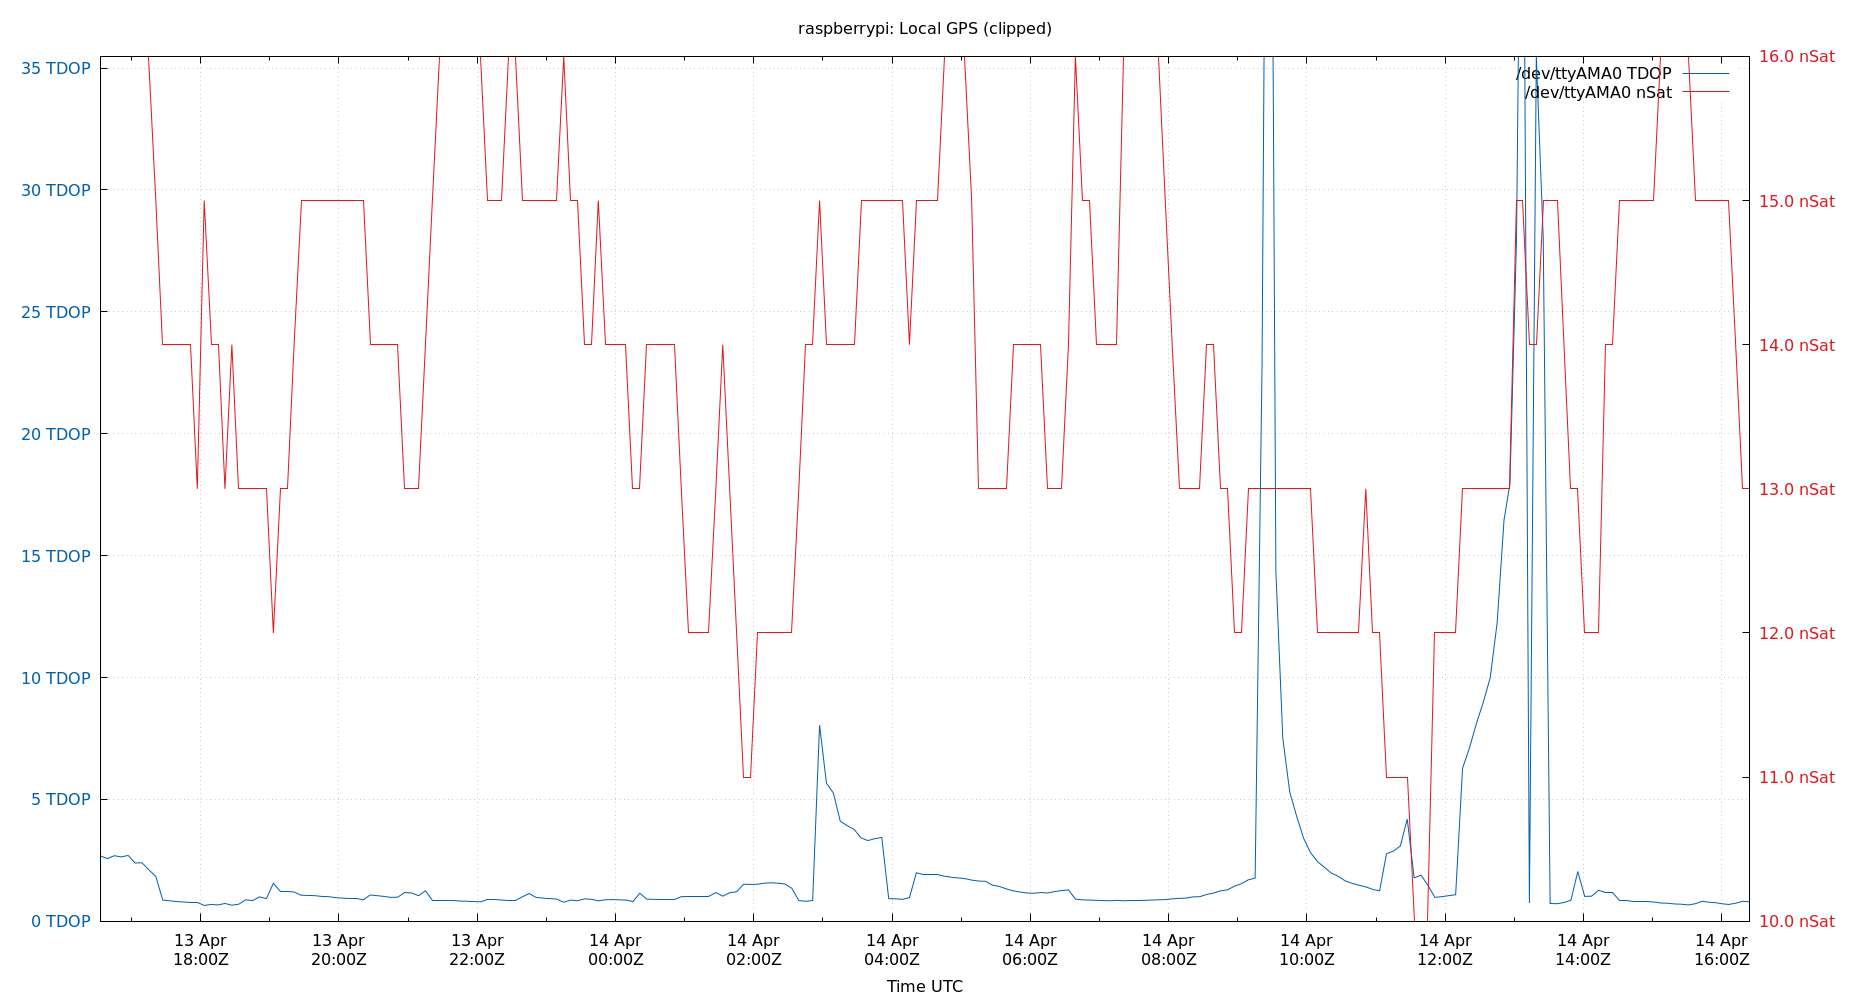 raspberrypi: Local GPS (clipped)
35 TDOP
30 TDOP
25 TDOP
20 TDOP
15 TDOP
10 TDOP
5 TDOP
0 TDOP
16.0 nSat
15.0 nSat
14.0 nSat
13.0 nSat
12.0 nSat
11.0 nSat
10.0 nSat
/dev/ttyAMA0 TDOP
/dev/ttyAMA0 nSat
13 Apr
18:00Z
13 Apr
20:00Z
13 Apr
22:00Z
14 Apr
00:00Z
14 Apr
02:00Z
14 Apr
04:00Z
14 Apr
06:00Z
14 Apr
08:00Z
14 Apr
10:00Z
14 Apr
12:00Z
14 Apr
14:00Z
14 Apr
16:00Z
Time UTC